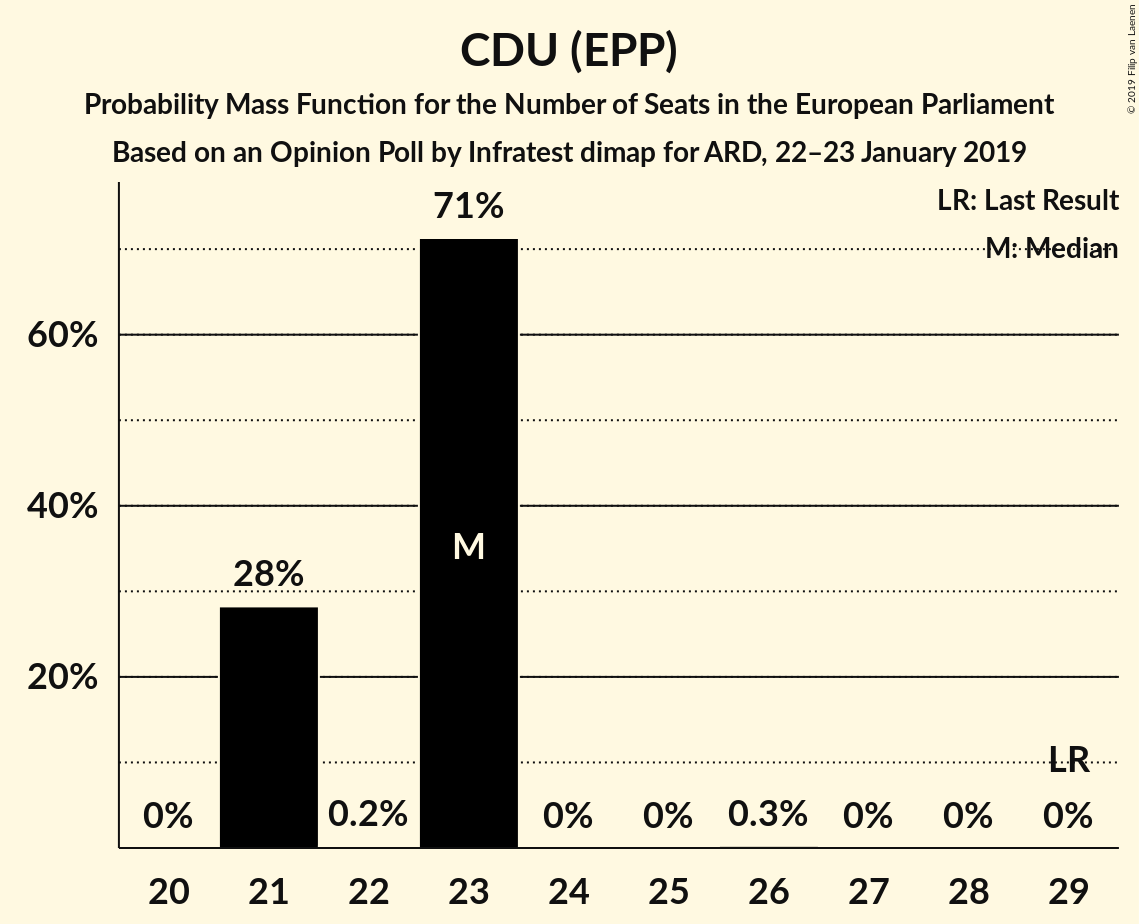 CDU (EPP)
Probability Mass Function for the Number of Seats in the European Parliament
Based on an Opinion Poll by Infratest dimap for ARD, 22–23 January 2019
© 2019 Filip van Laenen
LR: Last Result
M: Median
71%
60%
40%
M
28%
20%
LR
0% 0.2% 0% 0% 0.3% 0% 0% 0%
20 21 22 23 24 25 26 27 28 29